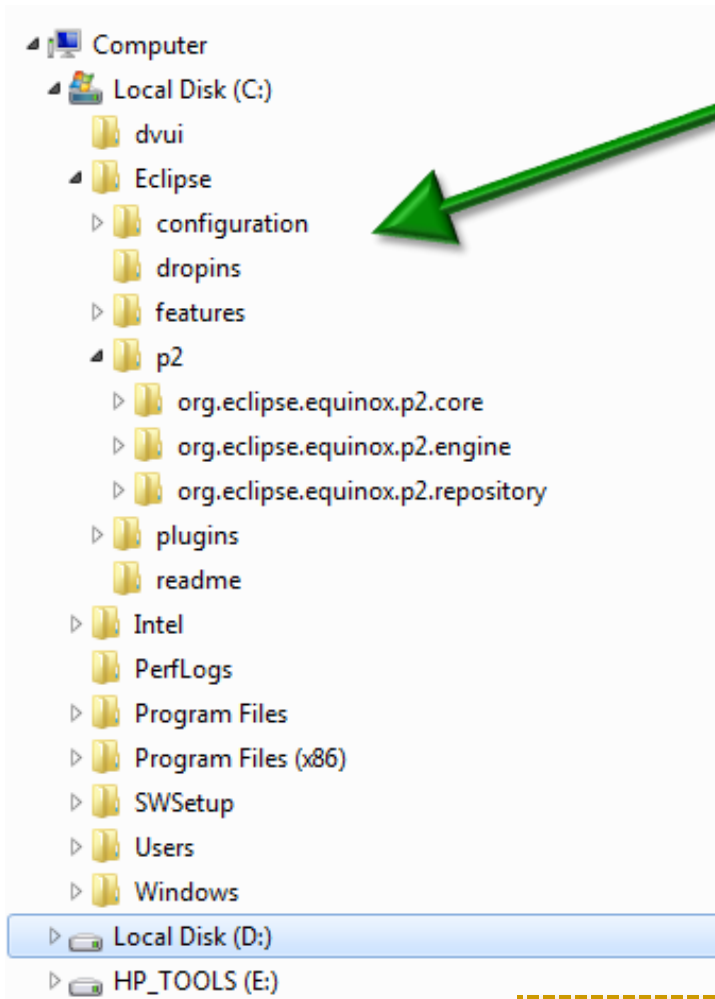 Computer
Local Disk (C:)
dvui
Eclipse
configuration
dropins
features
p2
org.eclipse.equinox.p2.core
org.eclipse.equinox.p2.engine
org.eclipse.equinox.p2.repository
plugins
readme
Intel
PerfLogs
Program Files
Program Files (x86)
SWSetup
Users
Windows
Local Disk (D:)
HP_TOOLS (E:)